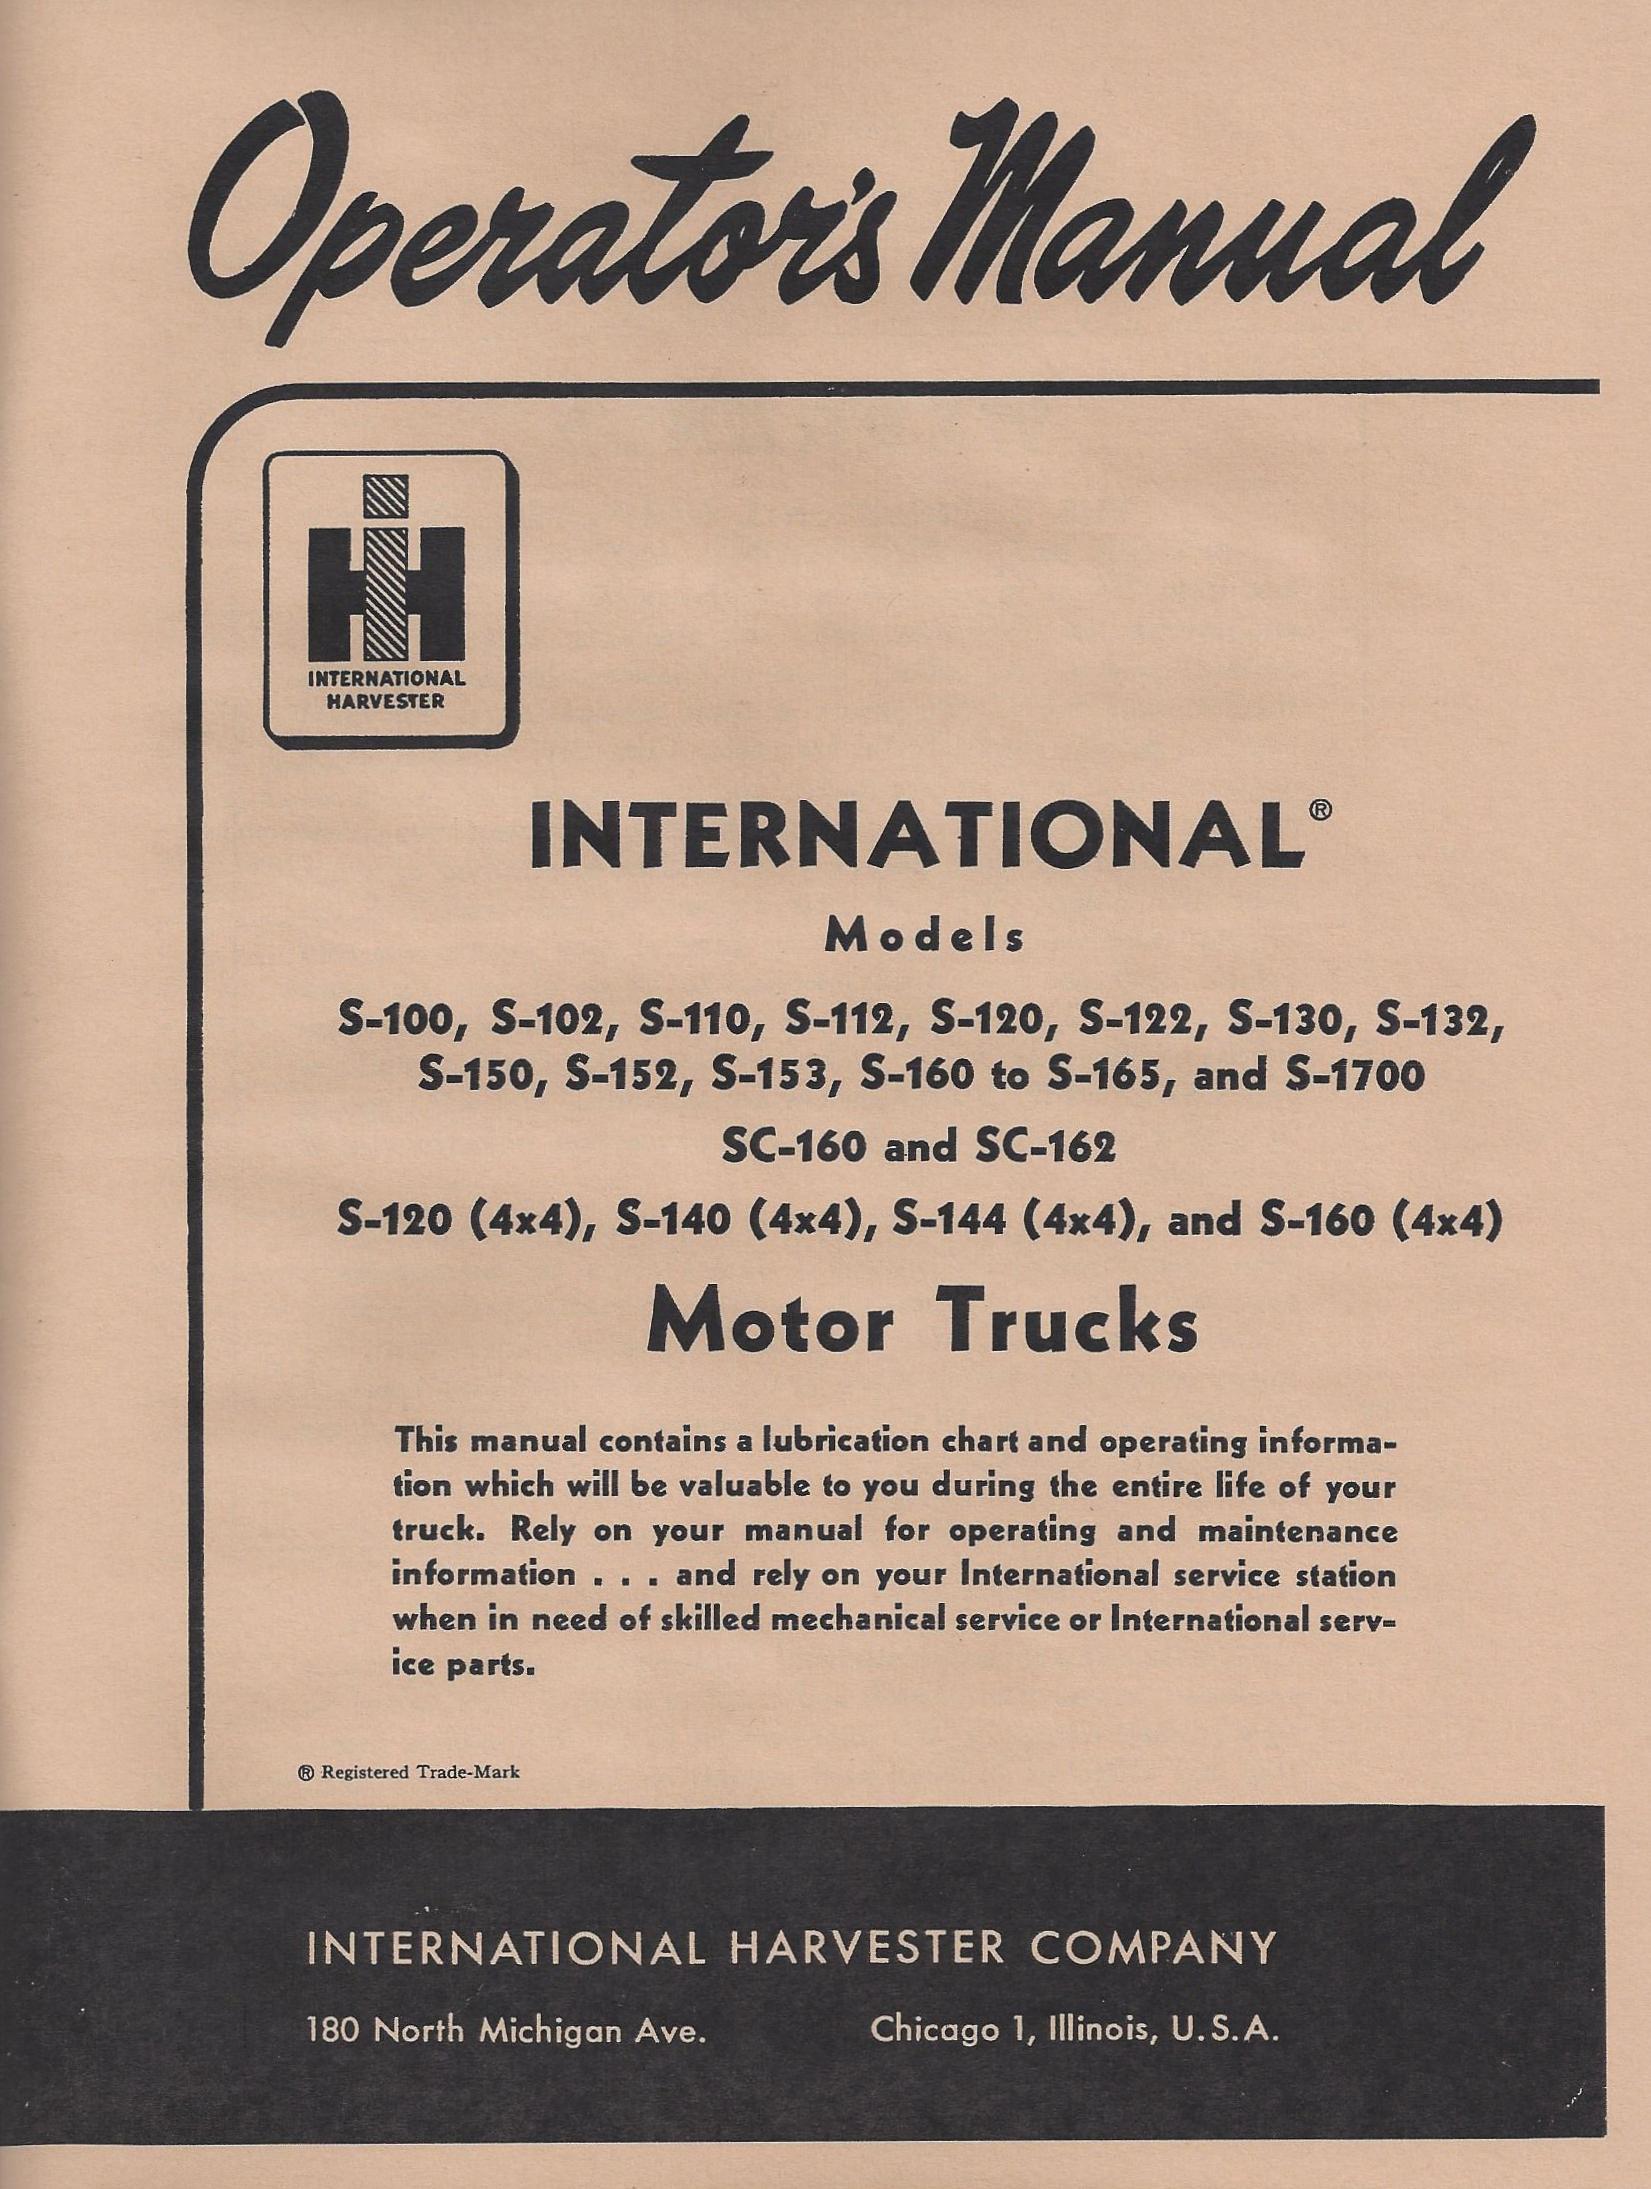 Operator's Manual
IH
INTERNATIONAL
HARVESTER
INTERNATIONAL®
Models
S-100, S-102, S-110, S-112, S-120, S-122, S-130, S-132,
S-150, S-152, S-153, S-160 to S-165, and S-1700
SC-160 and SC-162
S-120 (4x4), S-140 (4x4), S-144 (4x4), and S-160 (4x4)
Motor Trucks
This manual contains a lubrication chart and operating informa-
tion which will be valuable to you during the entire life of your
truck. Rely on your manual for operating and maintenance
information . . . and rely on your International service station
when in need of skilled mechanical service or International serv-
ice parts.
® Registered Trade-Mark
INTERNATIONAL HARVESTER COMPANY
180 North Michigan Ave. Chicago 1, Illinois, U.S.A.